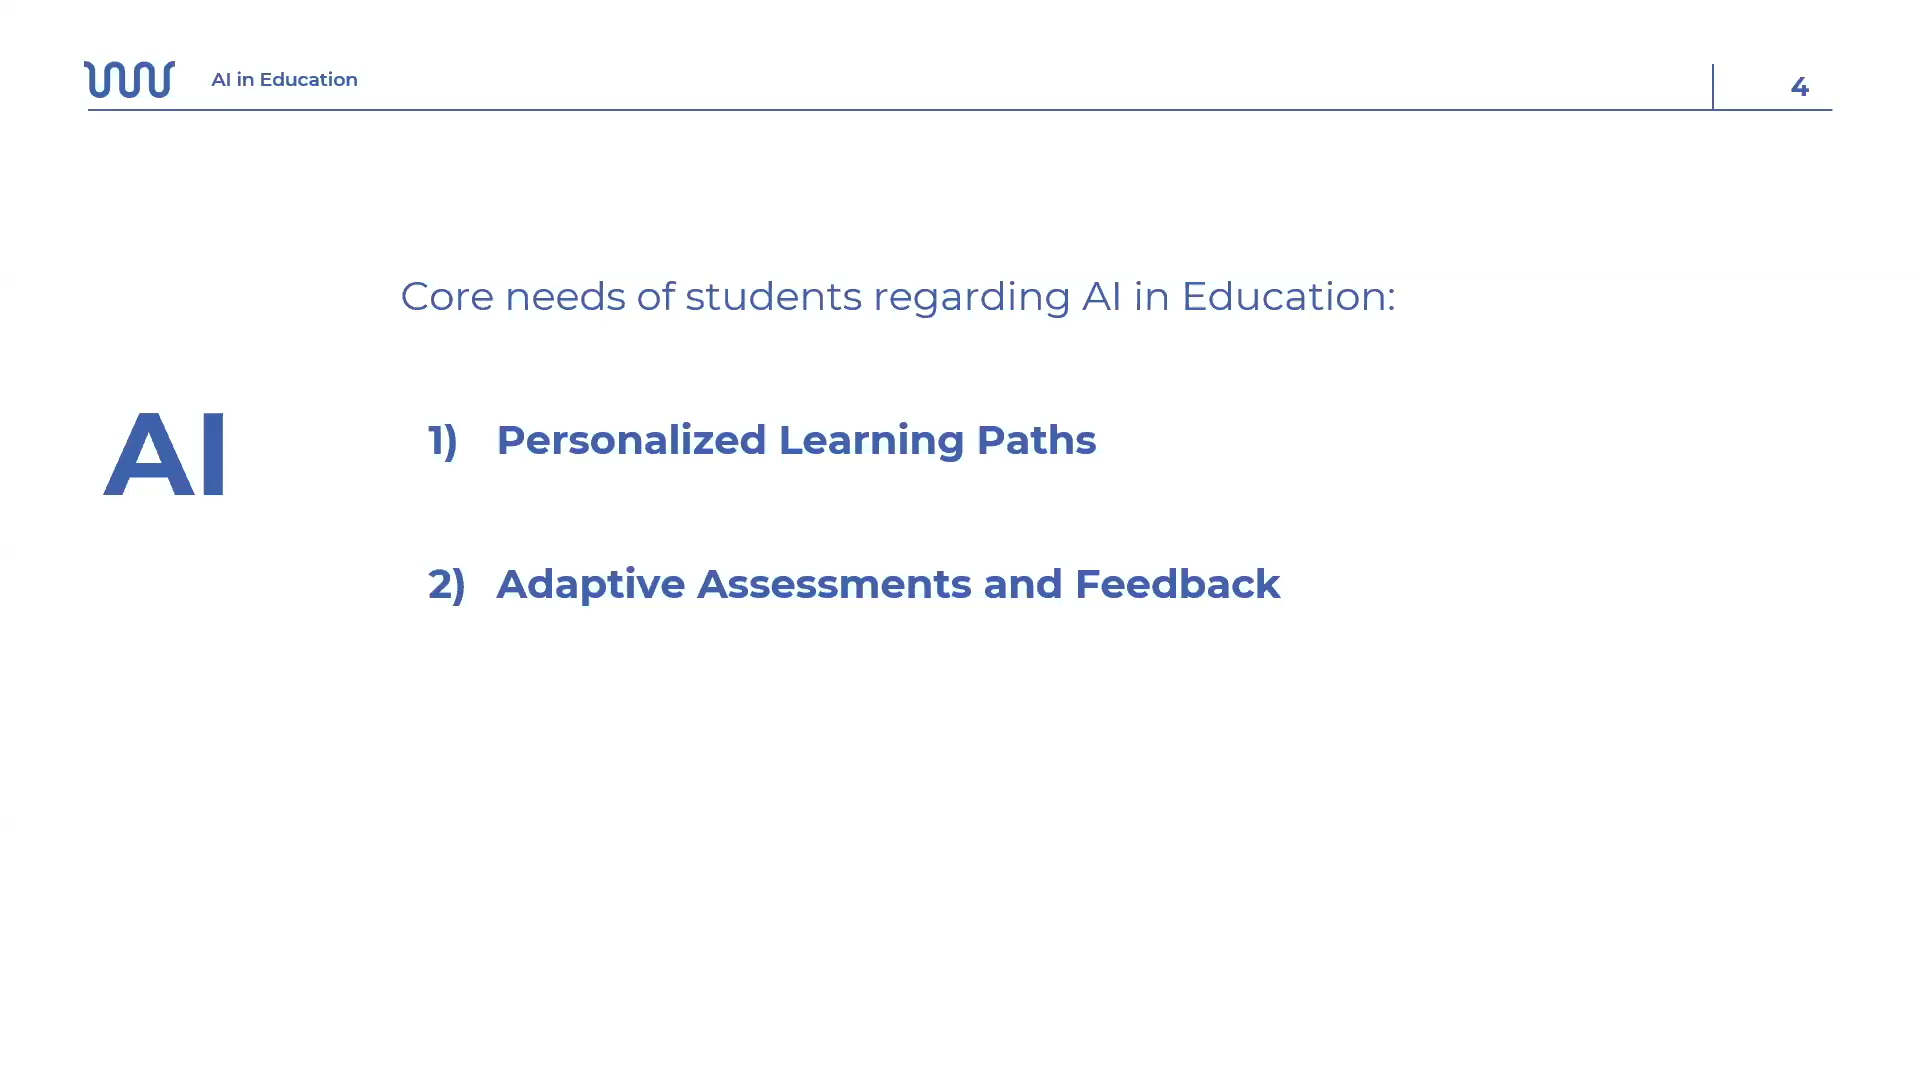 AI in Education
4
Core needs of students regarding AI in Education:
AI
1) Personalized Learning Paths
2) Adaptive Assessments and Feedback